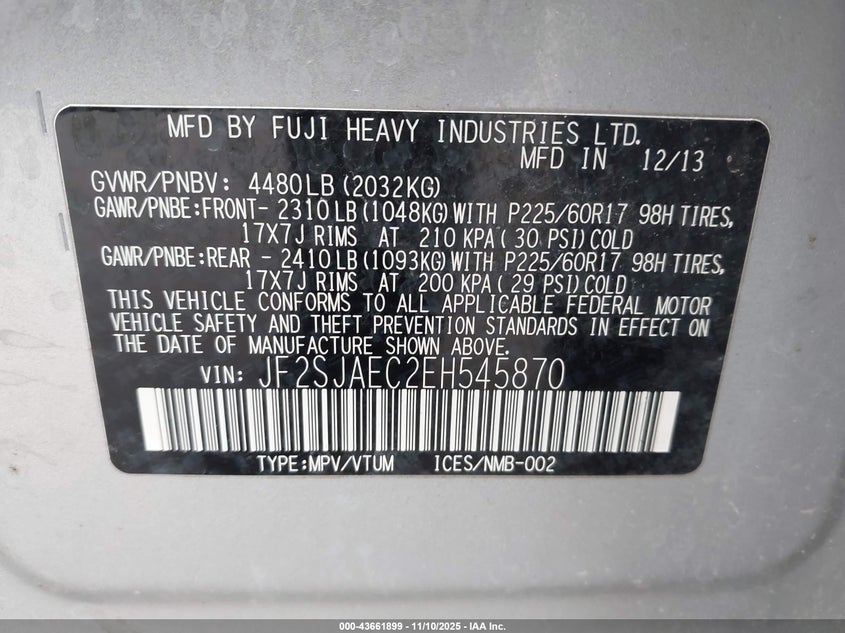 MFD BY FUJI HEAVY INDUSTRIES LTD.
MFD IN 12/13
GVWR/PNBV: 4480LB(2032KG)
GAWR/PNBE:FRONT- 2310LB(1048KG)WITH P225/60R17 98H TIRES,
17X7J RIMS AT 210 KPA(30 PSI)COLD
GAWR/PNBE:REAR - 2410LB(1093KG)WITH P225/60R17 98H TIRES,
17X7J RIMS AT 200 KPA(29 PSI)COLD
THIS VEHICLE CONFORMS TO ALL APPLICABLE FEDERAL MOTOR
VEHICLE SAFETY AND THEFT PREVENTION STANDARDS IN EFFECT ON
THE DATE OF MANUFACTURE SHOWN ABOVE.
VIN: JF2SJAEC2EH545870
TYPE:MPV/VTUM ICES/NMB-002
000-43661899 - 11/10/2025 - IAA Inc.